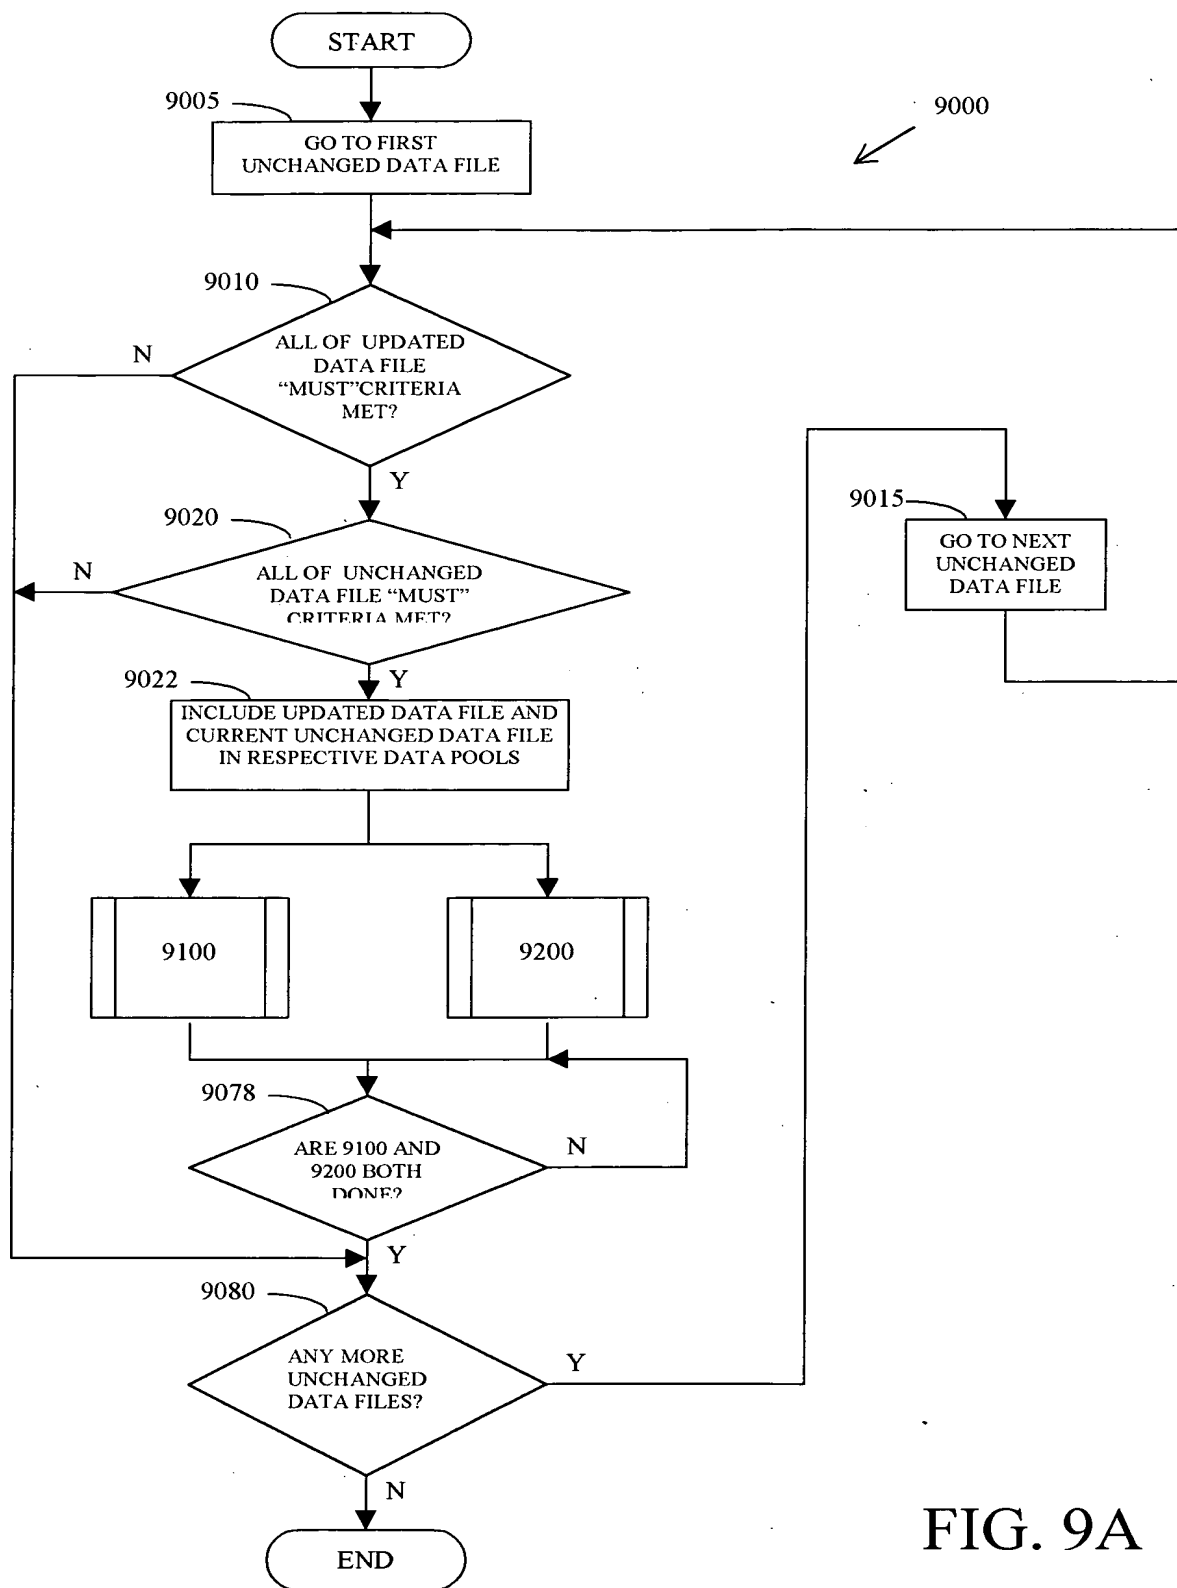 START
9005
9000
GO TO FIRST
UNCHANGED DATA FILE
9010
N
ALL OF UPDATED
DATA FILE
“MUST”CRITERIA
MET?
Y
9020
N
ALL OF UNCHANGED
DATA FILE “MUST”
CRITERIA MET?
9015
GO TO NEXT
UNCHANGED
DATA FILE
Y
9022
INCLUDE UPDATED DATA FILE AND
CURRENT UNCHANGED DATA FILE
IN RESPECTIVE DATA POOLS
9100
9200
9078
ARE 9100 AND
9200 BOTH
DONE?
N
Y
9080
ANY MORE
UNCHANGED
DATA FILES?
Y
N
END
FIG. 9A